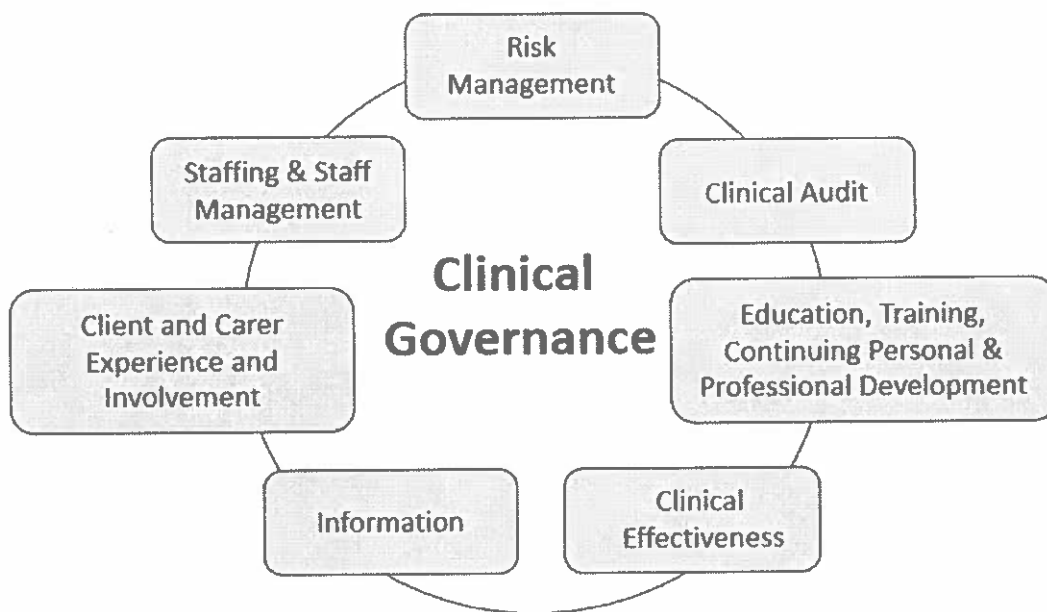 Risk
Management
Staffing & Staff
Management
Clinical Audit
Clinical
Governance
Client and Carer
Experience and
Involvement
Education, Training,
Continuing Personal &
Professional Development
Information
Clinical
Effectiveness